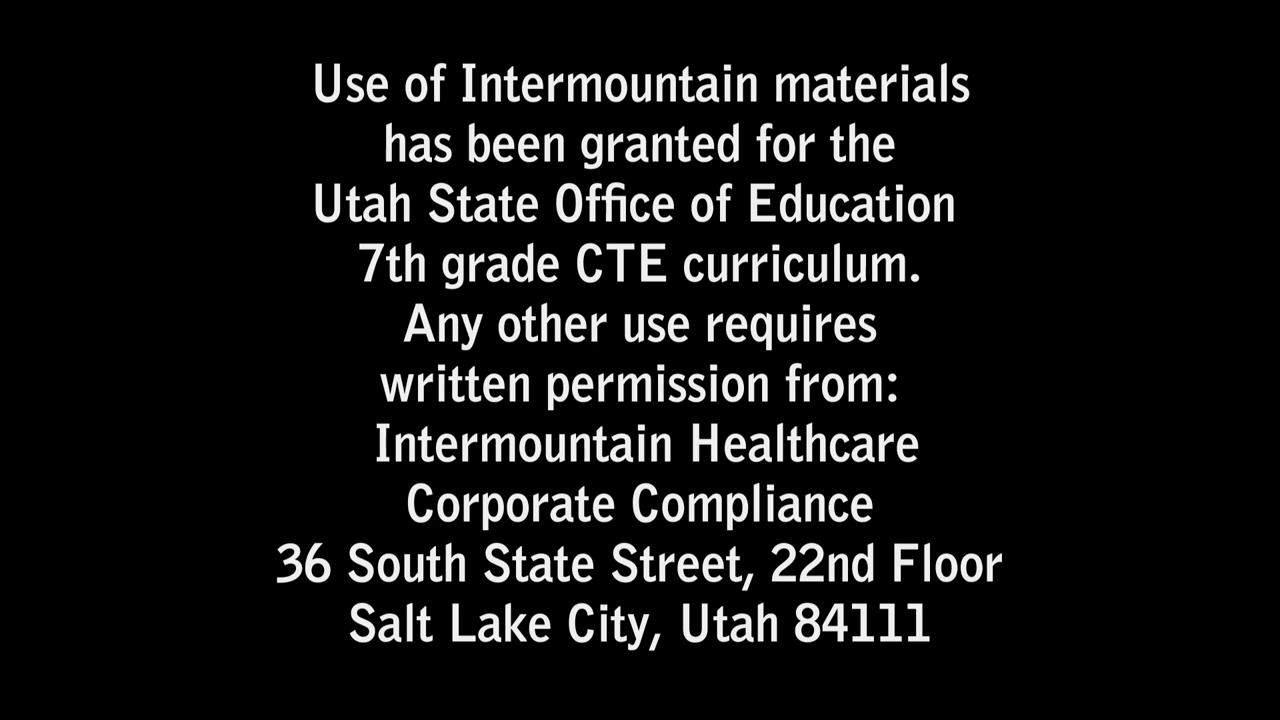 Use of Intermountain materials
has been granted for the
Utah State Office of Education
7th grade CTE curriculum.
Any other use requires
written permission from:
Intermountain Healthcare
Corporate Compliance
36 South State Street, 22nd Floor
Salt Lake City, Utah 84111